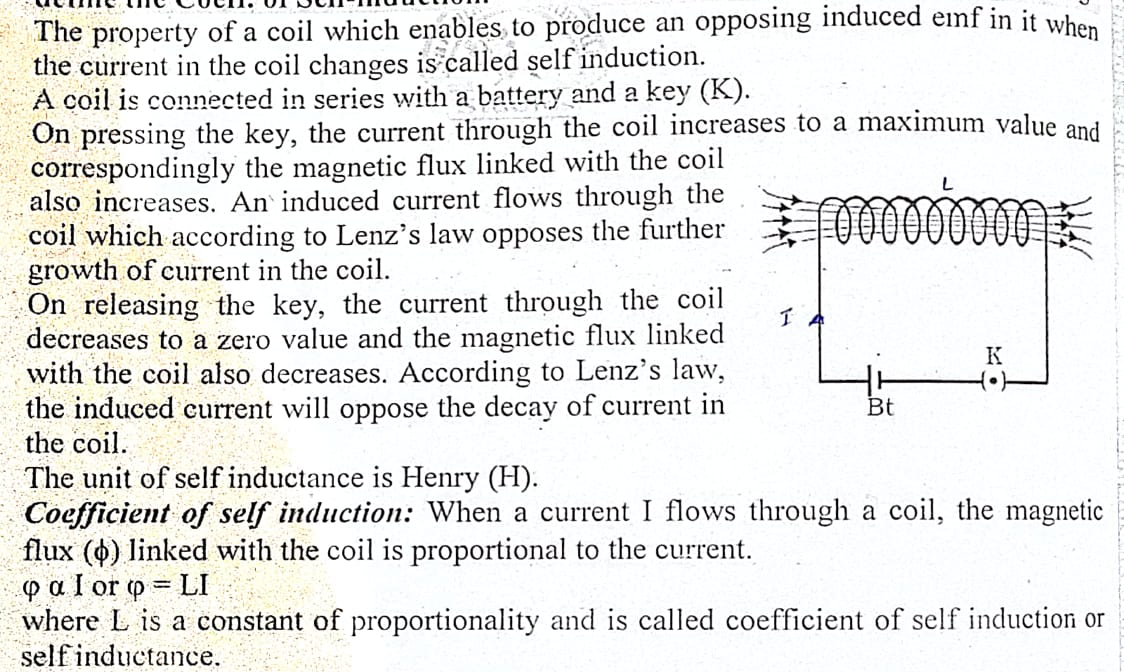 The property of a coil which enables to produce an opposing induced emf in it when
the current in the coil changes is called self induction.
A coil is connected in series with a battery and a key (K).
On pressing the key, the current through the coil increases to a maximum value and
correspondingly the magnetic flux linked with the coil
also increases. An induced current flows through the
coil which according to Lenz's law opposes the further
growth of current in the coil.
On releasing the key, the current through the coil
decreases to a zero value and the magnetic flux linked
with the coil also decreases. According to Lenz's law,
the induced current will oppose the decay of current in
the coil.
L
I
K
Bt
The unit of self inductance is Henry (H).
Coefficient of self induction: When a current I flows through a coil, the magnetic
flux (ϕ) linked with the coil is proportional to the current.
φ α I or φ = LI
where L is a constant of proportionality and is called coefficient of self induction or
self inductance.